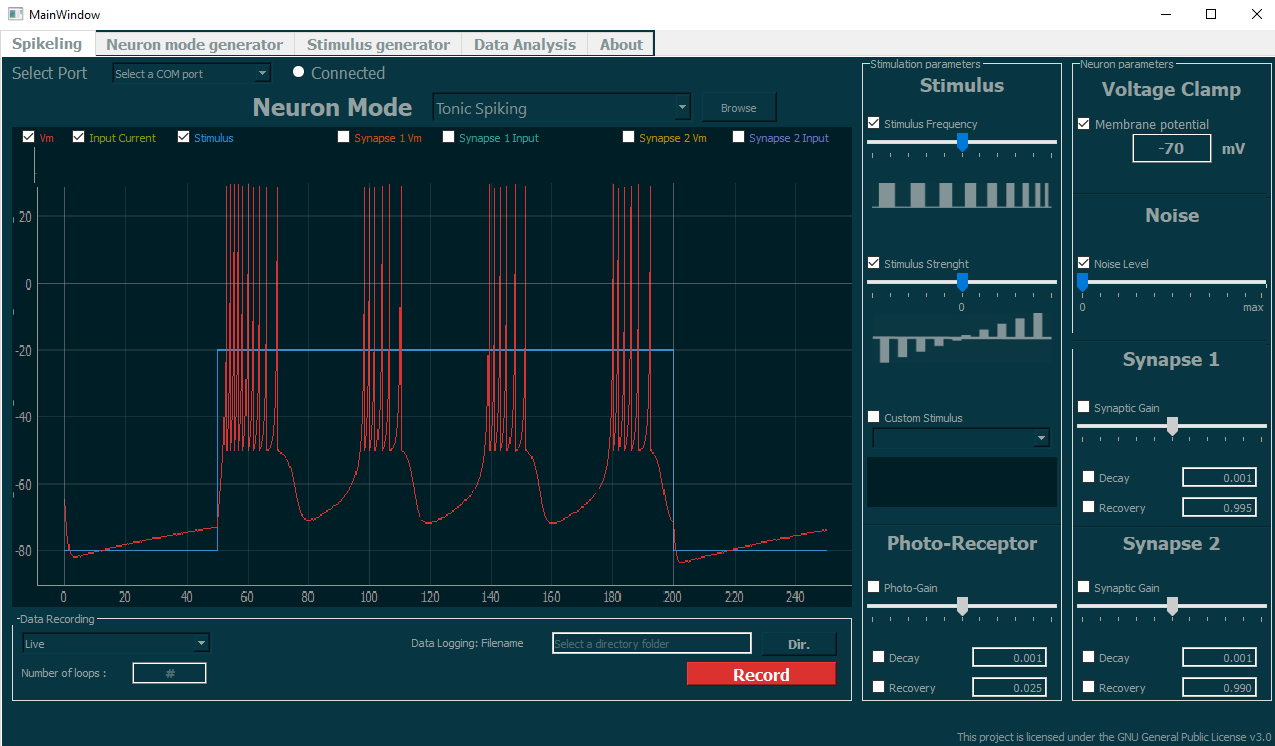 MainWindow
Spikeling Neuron mode generator Stimulus generator Data Analysis About
Select Port Select a COM port Connected
Neuron Mode Tonic Spiking Browse
Vm Input Current Stimulus Synapse 1 Vm Synapse 1 Input Synapse 2 Vm Synapse 2 Input
20
0
-20
-40
-60
-80
0 20 40 60 80 100 120 140 160 180 200 220 240
Data Recording
Live
Data Logging: Filename Select a directory folder Dir.
Number of loops : #
Record
Stimulation parameters
Stimulus
Stimulus Frequency
Stimulus Strenght
0
Custom Stimulus
Photo-Receptor
Photo-Gain
Decay 0.001
Recovery 0.025
Neuron parameters
Voltage Clamp
Membrane potential
-70 mV
Noise
Noise Level
0 max
Synapse 1
Synaptic Gain
Decay 0.001
Recovery 0.995
Synapse 2
Synaptic Gain
Decay 0.001
Recovery 0.990
This project is licensed under the GNU General Public License v3.0